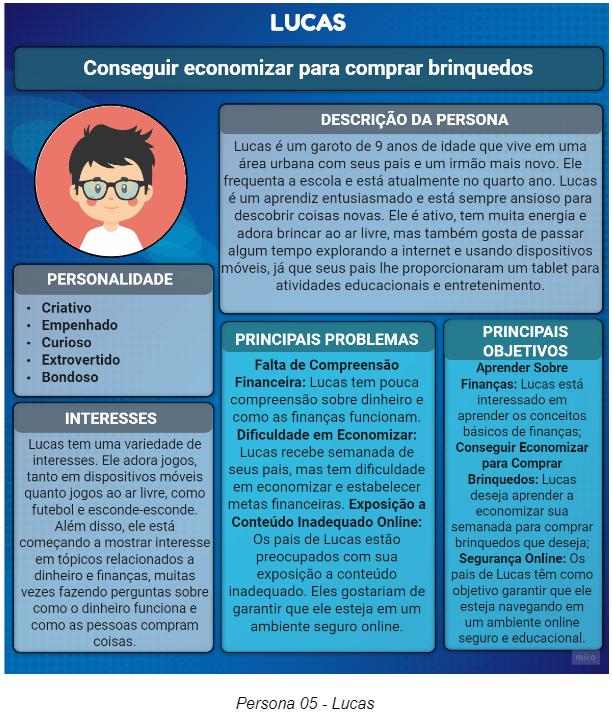 LUCAS
Conseguir economizar para comprar brinquedos
DESCRIÇÃO DA PERSONA
Lucas é um garoto de 9 anos de idade que vive em uma
área urbana com seus pais e um irmão mais novo. Ele
frequenta a escola e está atualmente no quarto ano. Lucas
é um aprendiz entusiasmado e está sempre ansioso para
descobrir coisas novas. Ele é ativo, tem muita energia e
adora brincar ao ar livre, mas também gosta de passar
algum tempo explorando a internet e usando dispositivos
móveis, já que seus pais lhe proporcionaram um tablet para
atividades educacionais e entretenimento.
PERSONALIDADE
• Criativo
• Empenhado
• Curioso
• Extrovertido
• Bondoso
INTERESSES
Lucas tem uma variedade de
interesses. Ele adora jogos,
tanto em dispositivos móveis
quanto jogos ao ar livre, como
futebol e esconde-esconde.
Além disso, ele está
começando a mostrar interesse
em tópicos relacionados a
dinheiro e finanças, muitas
vezes fazendo perguntas sobre
como o dinheiro funciona e
como as pessoas compram
coisas.
PRINCIPAIS PROBLEMAS
Falta de Compreensão
Financeira: Lucas tem pouca
compreensão sobre dinheiro e
como as finanças funcionam.
Dificuldade em Economizar:
Lucas recebe semanada de
seus pais, mas tem dificuldade
em economizar e estabelecer
metas financeiras. Exposição a
Conteúdo Inadequado Online:
Os pais de Lucas estão
preocupados com sua
exposição a conteúdo
inadequado. Eles gostariam de
garantir que ele esteja em um
ambiente seguro online.
PRINCIPAIS
OBJETIVOS
Aprender Sobre
Finanças: Lucas está
interessado em
aprender os conceitos
básicos de finanças;
Conseguir Economizar
para Comprar
Brinquedos: Lucas
deseja aprender a
economizar sua
semanada para comprar
brinquedos que deseja;
Segurança Online: Os
pais de Lucas têm como
objetivo garantir que ele
esteja navegando em
um ambiente online
seguro e educacional.
miro
Persona 05 - Lucas